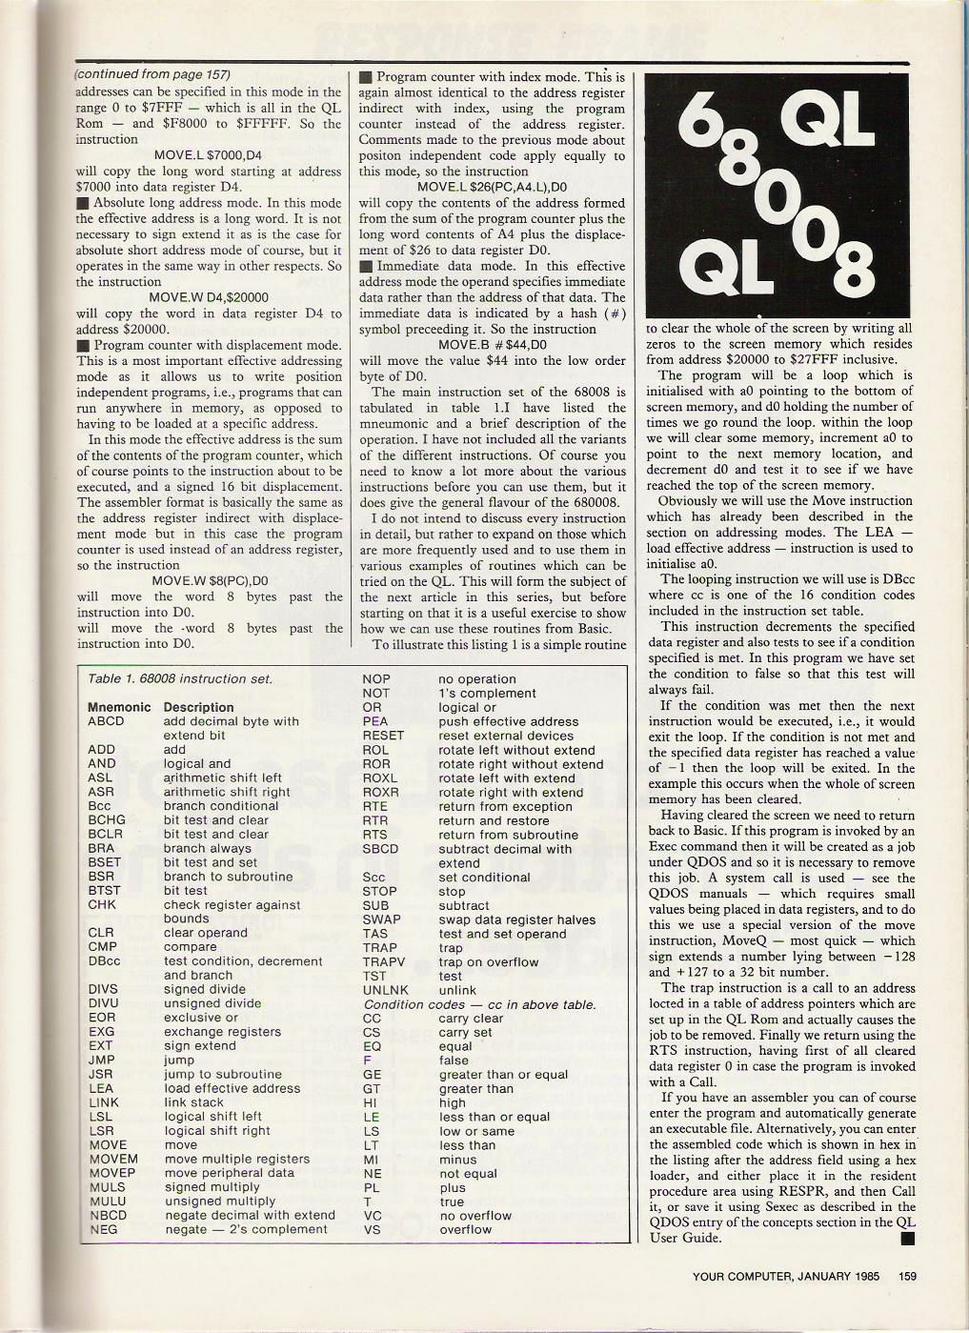 (continued from page 157)
addresses can be specified in this mode in the
range 0 to $7FFF — which is all in the QL
Rom — and $F8000 to $FFFFF. So the
instruction
MOVE.L $7000,D4
will copy the long word starting at address
$7000 into data register D4.
■ Absolute long address mode. In this mode
the effective address is a long word. It is not
necessary to sign extend it as is the case for
absolute short address mode of course, but it
operates in the same way in other respects. So
the instruction
MOVE.W D4,$20000
will copy the word in data register D4 to
address $20000.
■ Program counter with displacement mode.
This is a most important effective addressing
mode as it allows us to write position
independent programs, i.e., programs that can
run anywhere in memory, as opposed to
having to be loaded at a specific address.
In this mode the effective address is the sum
of the contents of the program counter, which
of course points to the instruction about to be
executed, and a signed 16 bit displacement.
The assembler format is basically the same as
the address register indirect with displace-
ment mode but in this case the program
counter is used instead of an address register,
so the instruction
MOVE.W $8(PC),D0
will move the word 8 bytes past the
instruction into D0.
will move the -word 8 bytes past the
instruction into D0.
■ Program counter with index mode. This is
again almost identical to the address register
indirect with index, using the program
counter instead of the address register.
Comments made to the previous mode about
positon independent code apply equally to
this mode, so the instruction
MOVE.L $26(PC,A4.L),D0
will copy the contents of the address formed
from the sum of the program counter plus the
long word contents of A4 plus the displace-
ment of $26 to data register D0.
■ Immediate data mode. In this effective
address mode the operand specifies immediate
data rather than the address of that data. The
immediate data is indicated by a hash (#)
symbol preceeding it. So the instruction
MOVE.B #$44,D0
will move the value $44 into the low order
byte of D0.
The main instruction set of the 68008 is
tabulated in table 1.I have listed the
mneumonic and a brief description of the
operation. I have not included all the variants
of the different instructions. Of course you
need to know a lot more about the various
instructions before you can use them, but it
does give the general flavour of the 680008.
I do not intend to discuss every instruction
in detail, but rather to expand on those which
are more frequently used and to use them in
various examples of routines which can be
tried on the QL. This will form the subject of
the next article in this series, but before
starting on that it is a useful exercise to show
how we can use these routines from Basic.
To illustrate this listing 1 is a simple routine
68008
QL
QL
to clear the whole of the screen by writing all
zeros to the screen memory which resides
from address $20000 to $27FFF inclusive.
The program will be a loop which is
initialised with a0 pointing to the bottom of
screen memory, and d0 holding the number of
times we go round the loop. within the loop
we will clear some memory, increment a0 to
point to the next memory location, and
decrement d0 and test it to see if we have
reached the top of the screen memory.
Obviously we will use the Move instruction
which has already been described in the
section on addressing modes. The LEA —
load effective address — instruction is used to
initialise a0.
The looping instruction we will use is DBcc
where cc is one of the 16 condition codes
included in the instruction set table.
This instruction decrements the specified
data register and also tests to see if a condition
specified is met. In this program we have set
the condition to false so that this test will
always fail.
If the condition was met then the next
instruction would be executed, i.e., it would
exit the loop. If the condition is not met and
the specified data register has reached a value
of −1 then the loop will be exited. In the
example this occurs when the whole of screen
memory has been cleared.
Having cleared the screen we need to return
back to Basic. If this program is invoked by an
Exec command then it will be created as a job
under QDOS and so it is necessary to remove
this job. A system call is used — see the
QDOS manuals — which requires small
values being placed in data registers, and to do
this we use a special version of the move
instruction, MoveQ — most quick — which
sign extends a number lying between −128
and +127 to a 32 bit number.
The trap instruction is a call to an address
locted in a table of address pointers which are
set up in the QL Rom and actually causes the
job to be removed. Finally we return using the
RTS instruction, having first of all cleared
data register 0 in case the program is invoked
with a Call.
If you have an assembler you can of course
enter the program and automatically generate
an executable file. Alternatively, you can enter
the assembled code which is shown in hex in
the listing after the address field using a hex
loader, and either place it in the resident
procedure area using RESPR, and then Call
it, or save it using Sexec as described in the
QDOS entry of the concepts section in the QL
User Guide. ■
Table 1. 68008 instruction set.
Mnemonic Description
ABCD add decimal byte with
extend bit
ADD add
AND logical and
ASL arithmetic shift left
ASR arithmetic shift right
Bcc branch conditional
BCHG bit test and clear
BCLR bit test and clear
BRA branch always
BSET bit test and set
BSR branch to subroutine
BTST bit test
CHK check register against
bounds
CLR clear operand
CMP compare
DBcc test condition, decrement
and branch
DIVS signed divide
DIVU unsigned divide
EOR exclusive or
EXG exchange registers
EXT sign extend
JMP jump
JSR jump to subroutine
LEA load effective address
LINK link stack
LSL logical shift left
LSR logical shift right
MOVE move
MOVEM move multiple registers
MOVEP move peripheral data
MULS signed multiply
MULU unsigned multiply
NBCD negate decimal with extend
NEG negate — 2's complement
NOP no operation
NOT 1's complement
OR logical or
PEA push effective address
RESET reset external devices
ROL rotate left without extend
ROR rotate right without extend
ROXL rotate left with extend
ROXR rotate right with extend
RTE return from exception
RTR return and restore
RTS return from subroutine
SBCD subtract decimal with
extend
Scc set conditional
STOP stop
SUB subtract
SWAP swap data register halves
TAS test and set operand
TRAP trap
TRAPV trap on overflow
TST test
UNLNK unlink
Condition codes — cc in above table.
CC carry clear
CS carry set
EQ equal
F false
GE greater than or equal
GT greater than
HI high
LE less than or equal
LS low or same
LT less than
MI minus
NE not equal
PL plus
T true
VC no overflow
VS overflow
YOUR COMPUTER, JANUARY 1985 159